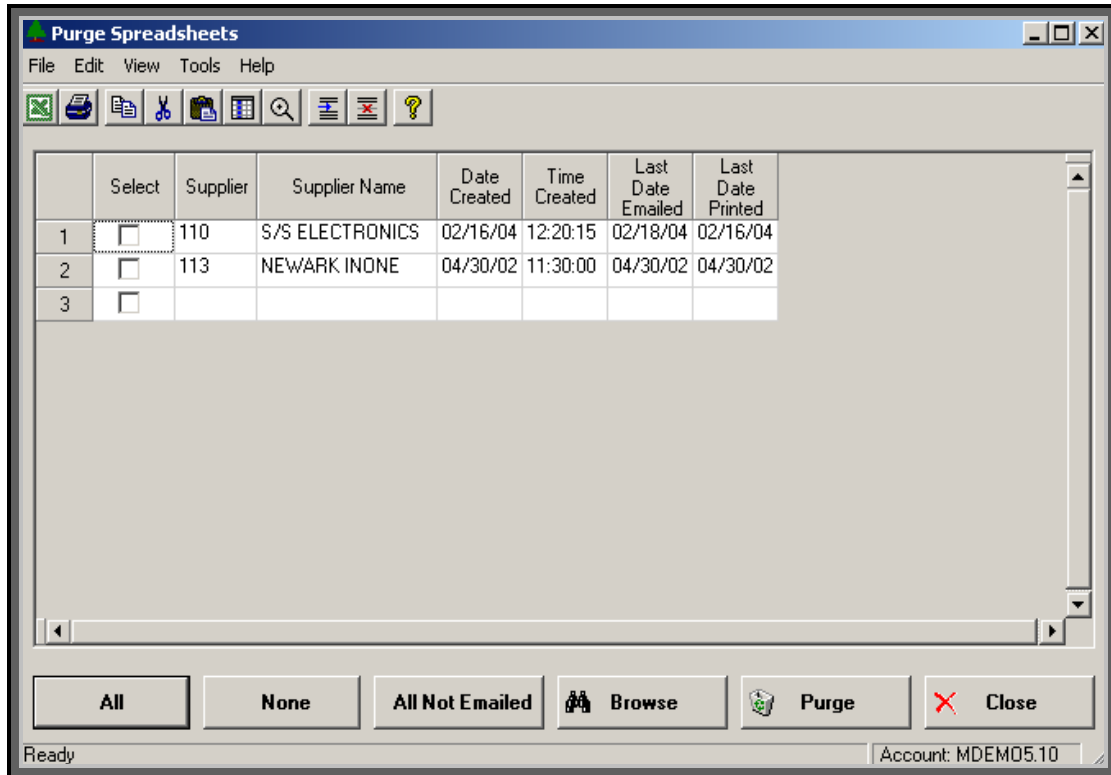 Purge Spreadsheets
File Edit View Tools Help
Select Supplier Supplier Name Date Created Time Created Last Date Emailed Last Date Printed
1 110 S/S ELECTRONICS 02/16/04 12:20:15 02/18/04 02/16/04
2 113 NEWARK INONE 04/30/02 11:30:00 04/30/02 04/30/02
3
All None All Not Emailed Browse Purge Close
Ready Account: MDEMO5.10